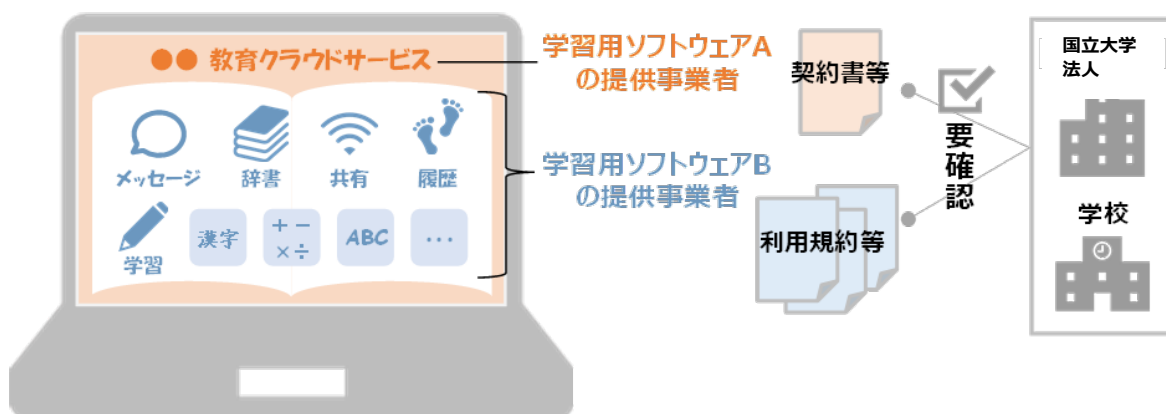 ●● 教育クラウドサービス
メッセージ
辞書
共有
履歴
学習
漢字
+-
×÷
ABC
...
学習用ソフトウェアA
の提供事業者
学習用ソフトウェアB
の提供事業者
契約書等
利用規約等
要確認
国立大学
法人
学校